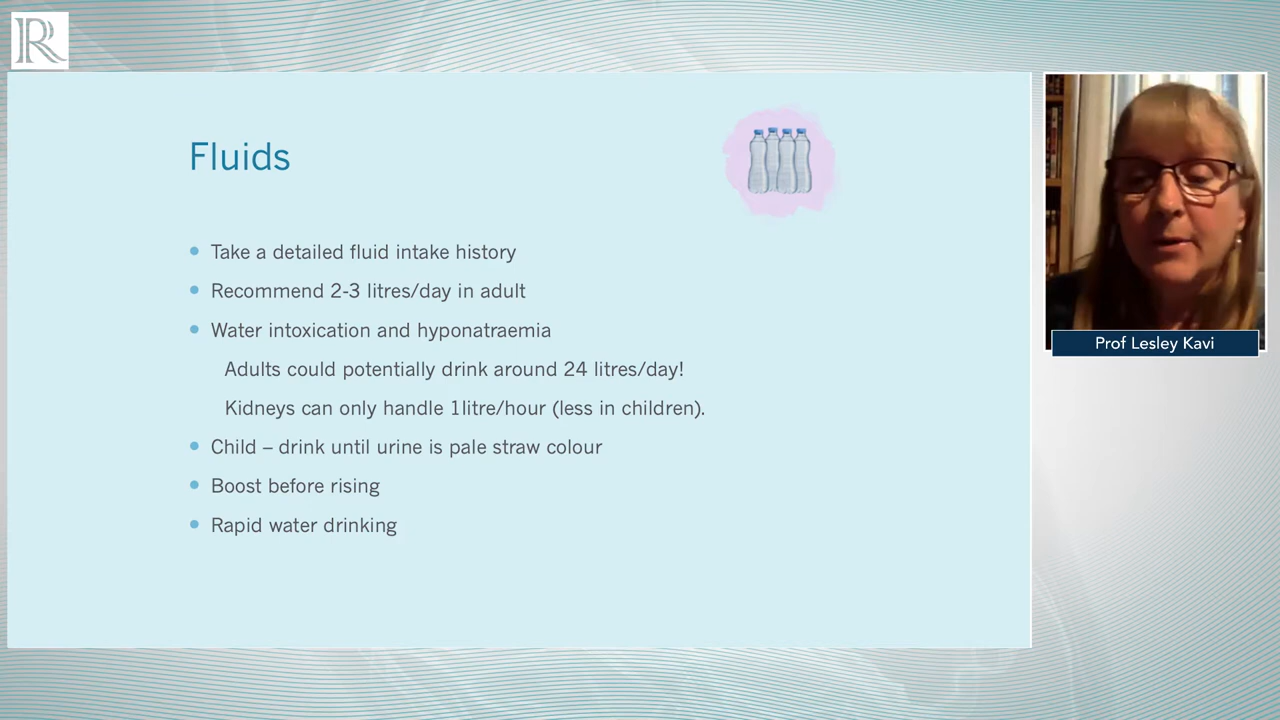 R
Fluids
Take a detailed fluid intake history
Recommend 2-3 litres/day in adult
Water intoxication and hyponatraemia
Adults could potentially drink around 24 litres/day!
Kidneys can only handle 1litre/hour (less in children).
Child – drink until urine is pale straw colour
Boost before rising
Rapid water drinking
Prof Lesley Kavi